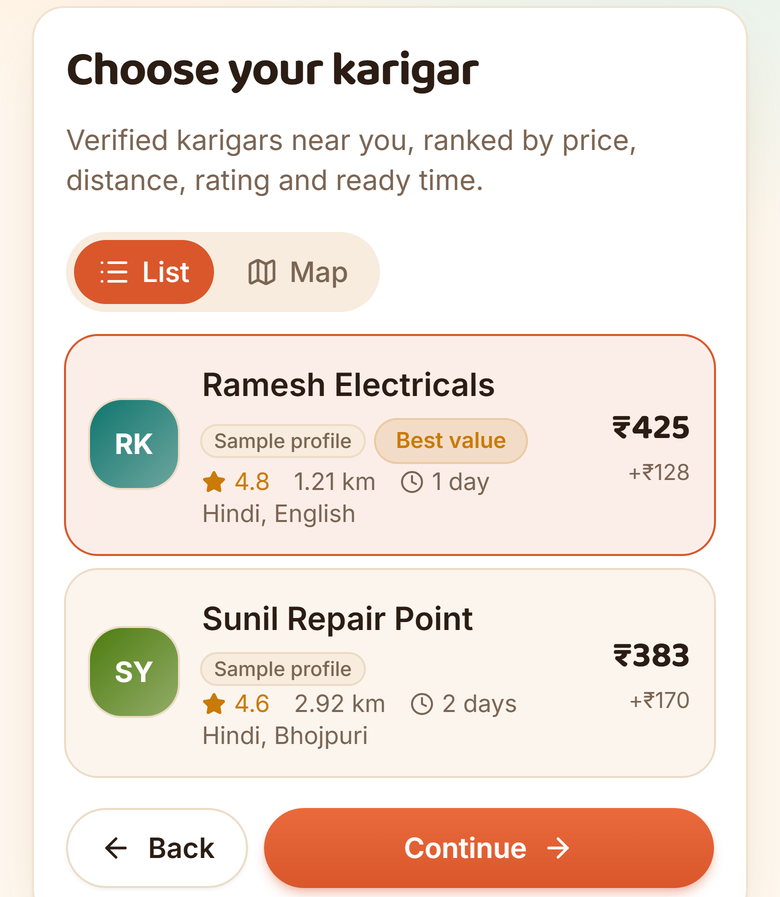 Choose your karigar
Verified karigars near you, ranked by price,
distance, rating and ready time.
List Map
RK
Ramesh Electricals
Sample profile Best value
4.8 1.21 km 1 day
Hindi, English
₹425
+₹128
SY
Sunil Repair Point
Sample profile
4.6 2.92 km 2 days
Hindi, Bhojpuri
₹383
+₹170
Back Continue